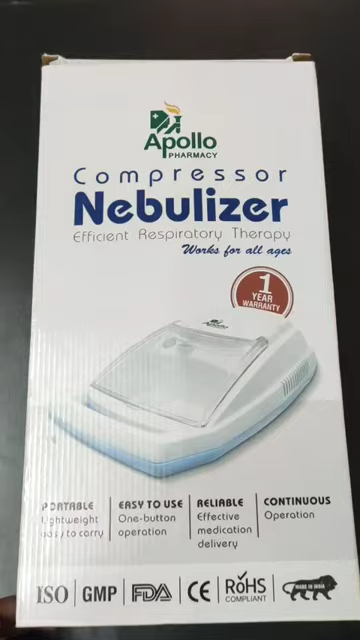 Apollo
PHARMACY
Compressor
Nebulizer
Efficient Respiratory Therapy
Works for all ages
1
YEAR
WARRANTY
Apollo
PORTABLE
Lightweight
easy to carry
EASY TO USE
One-button
operation
RELIABLE
Effective
medication
delivery
CONTINUOUS
Operation
ISO
GMP
FDA
CE
RoHS
COMPLIANT
MADE IN INDIA